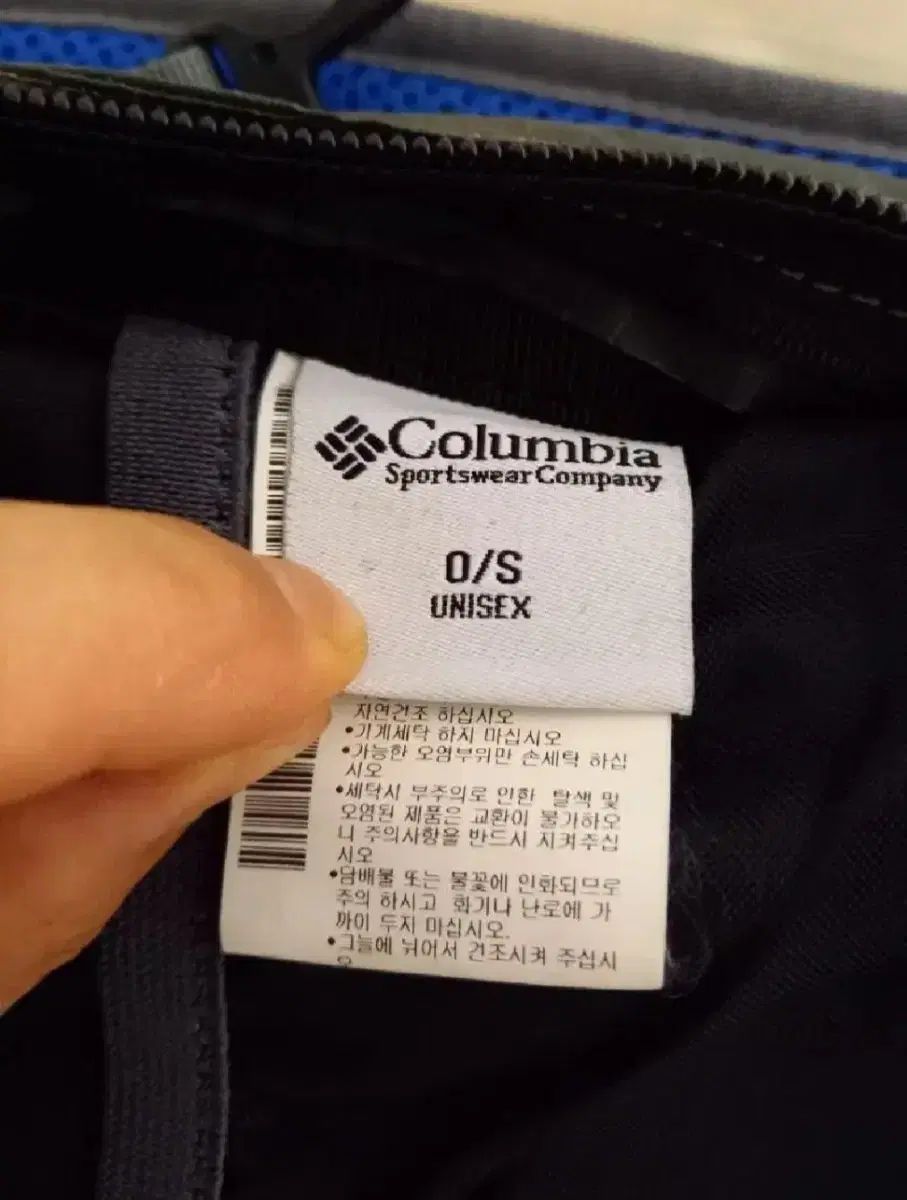 Columbia
Sportswear Company
O/S
UNISEX
자연건조 하십시오
•기계세탁 하지 마십시오
•가능한 오염부위만 손세탁 하십
시오
•세탁시 부주의로 인한 탈색 및
오염된 제품은 교환이 불가하오
니 주의사항을 반드시 지켜주십
시오
•담배불 또는 불꽃에 인화되므로
주의 하시고 화기나 난로에 가
까이 두지 마십시오.
•그늘에 뉘어서 건조시켜 주십시
오